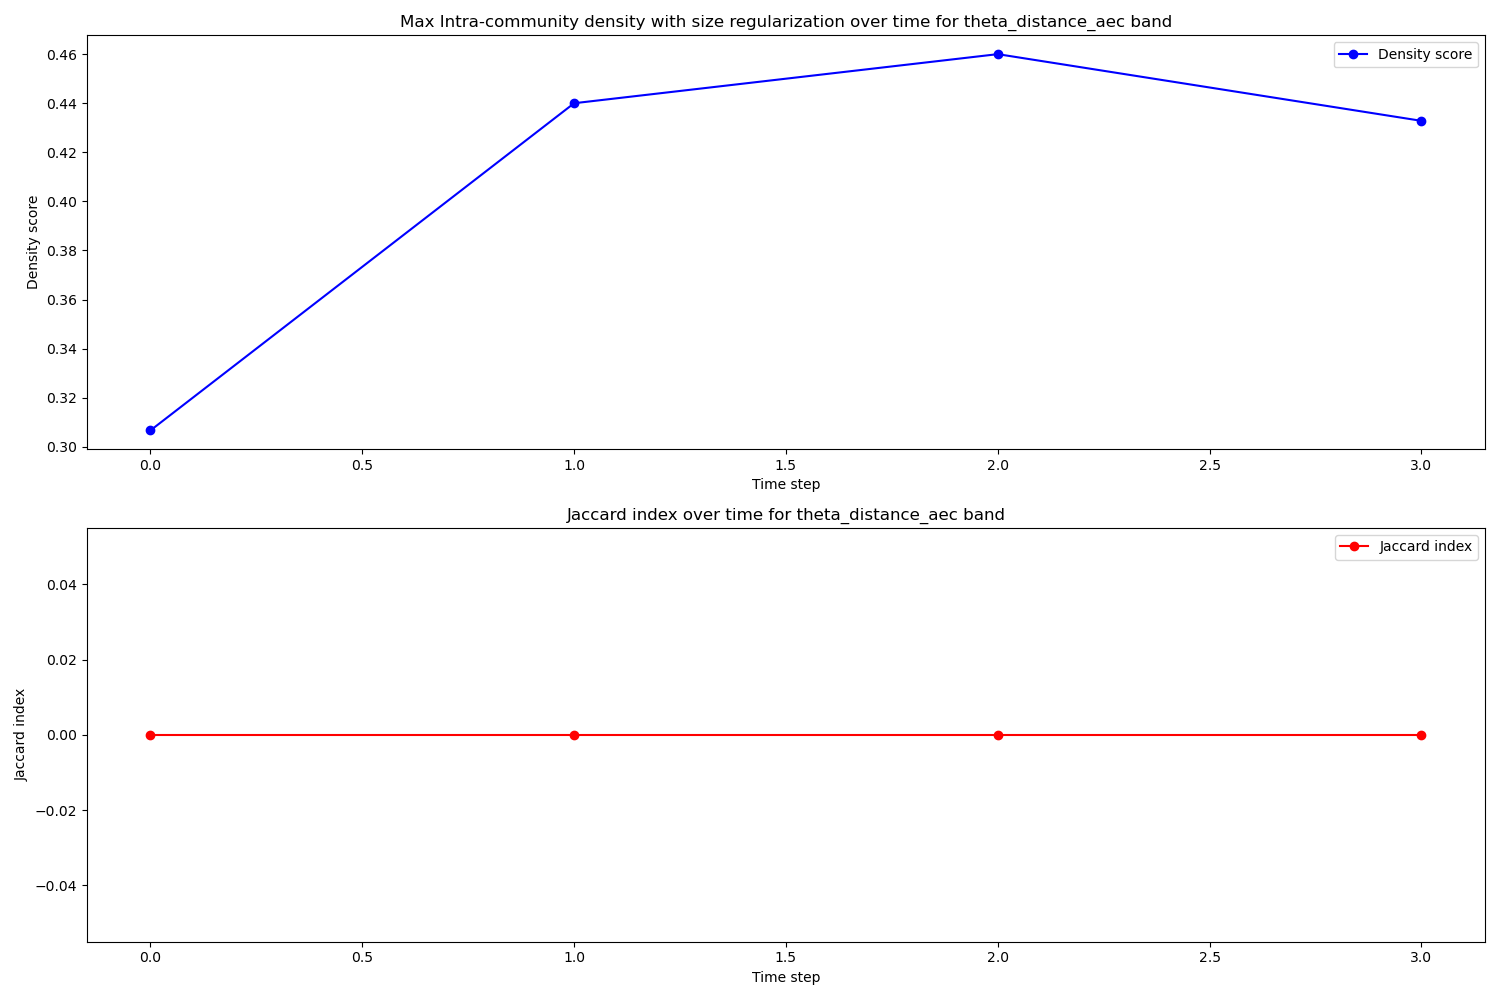 Max Intra-community density with size regularization over time for theta_distance_aec band
Density score
0.46
0.44
0.42
0.40
0.38
0.36
0.34
0.32
0.30
Density score
0.0 0.5 1.0 1.5 2.0 2.5 3.0
Time step
Jaccard index over time for theta_distance_aec band
Jaccard index
0.04
0.02
0.00
−0.02
−0.04
Jaccard index
0.0 0.5 1.0 1.5 2.0 2.5 3.0
Time step